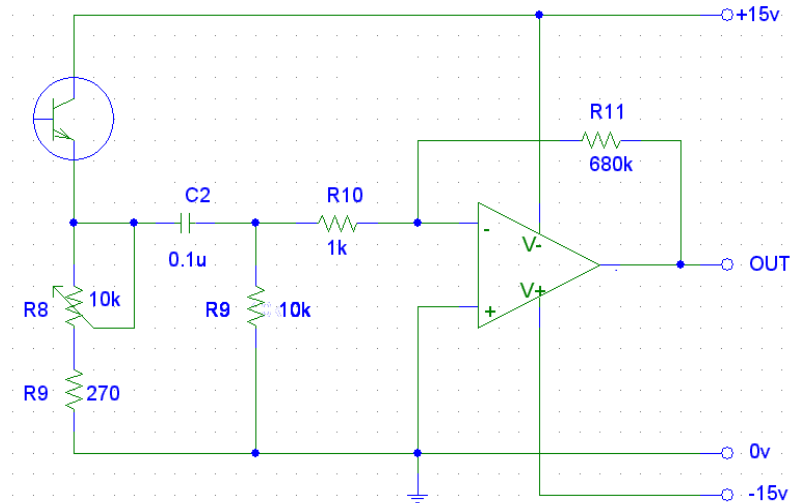 +15v
R11
680k
C2
0.1u
R10
1k
-
V-
V+
+
OUT
R8
10k
R9
10k
R9
270
0v
-15v